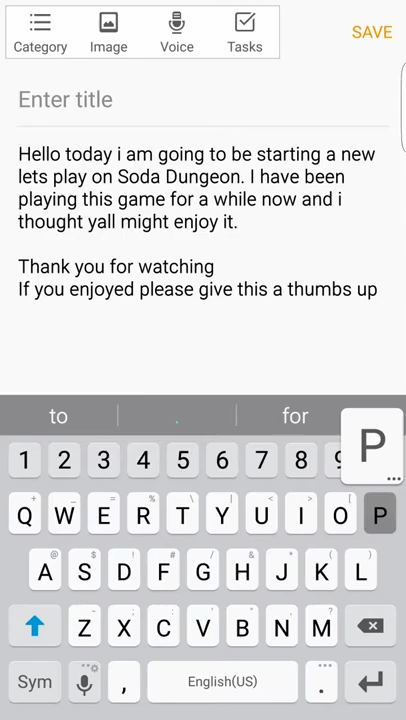 Category Image Voice Tasks SAVE
Enter title
Hello today i am going to be starting a new
lets play on Soda Dungeon. I have been
playing this game for a while now and i
thought yall might enjoy it.
Thank you for watching
If you enjoyed please give this a thumbs up
to . for
P
1 2 3 4 5 6 7 8 9
+ _ = % \ | < > [
Q W E R T Y U I O P
@ $ ! # / & * ( )
A S D F G H J K L
- ' : ; , ?
Z X C V B N M
Sym , English(US) .